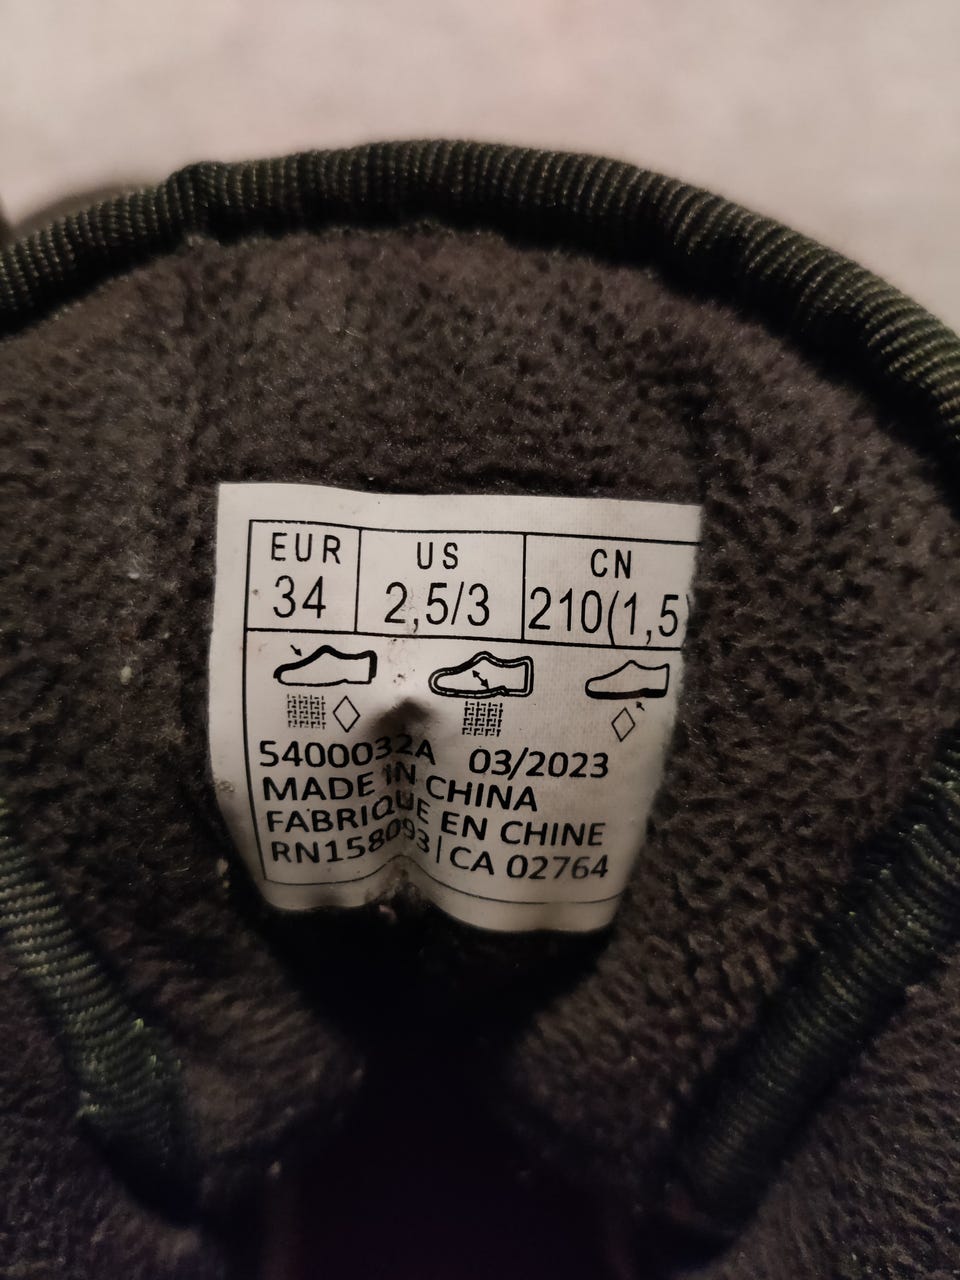 EUR US CN
34 2,5/3 210(1,5
5400032A 03/2023
MADE IN CHINA
FABRIQUE EN CHINE
RN158093 | CA 02764